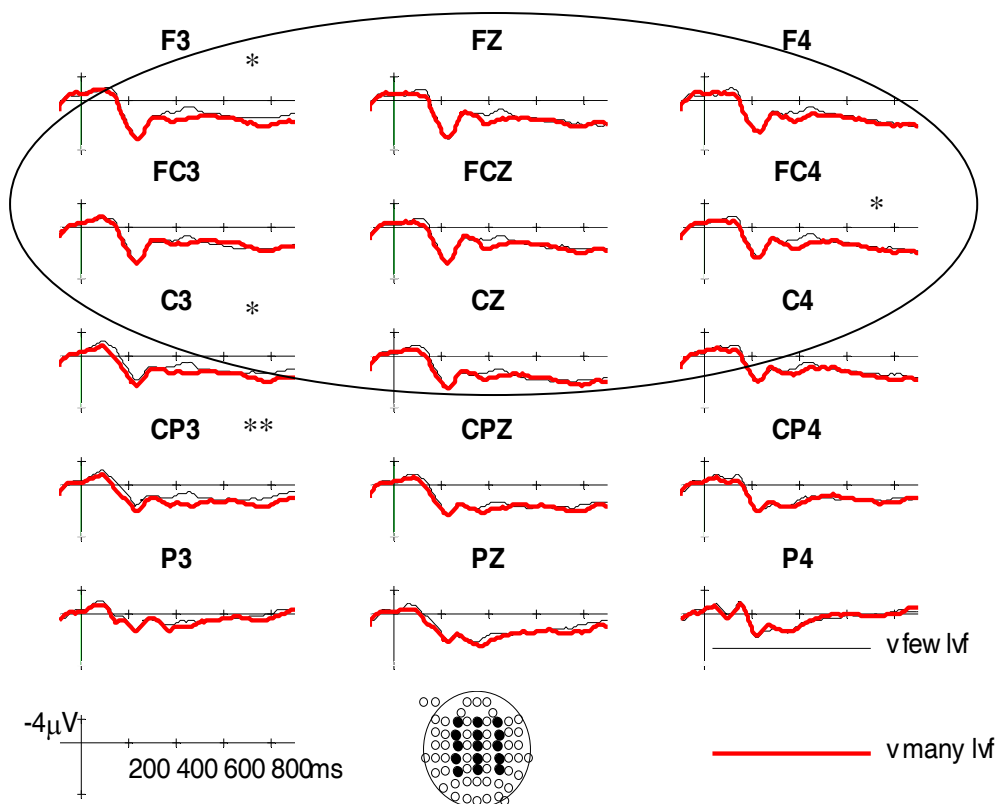 F3 FZ F4
*
FC3 FCZ FC4
*
C3 * CZ C4
CP3 ** CPZ CP4
P3 PZ P4
v few lvf
-4μV
200 400 600 800ms
v many lvf